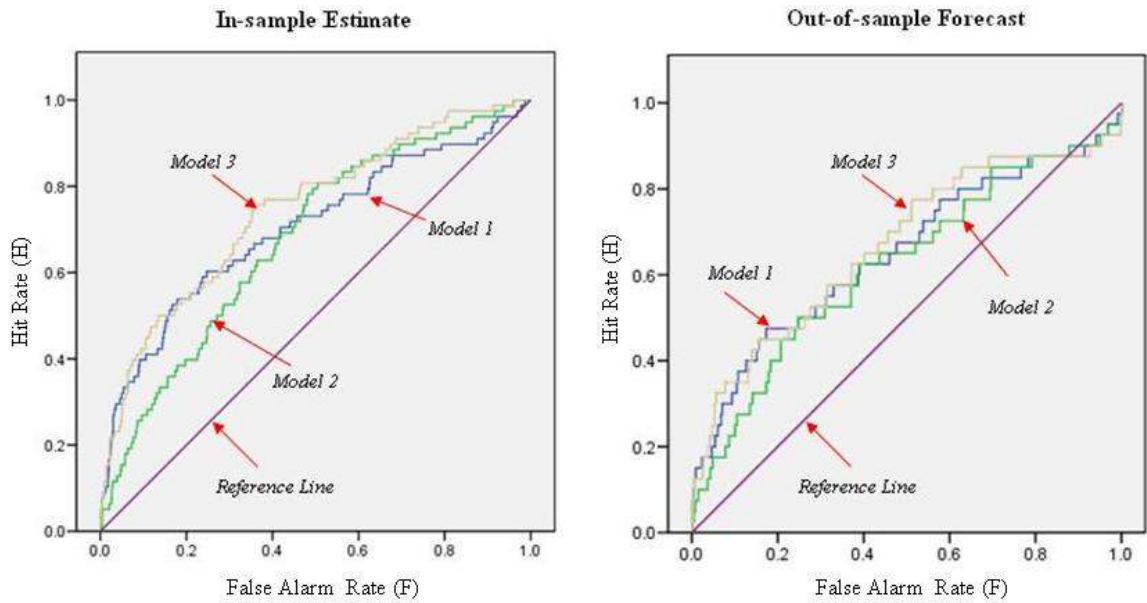 In-sample Estimate
Hit Rate (H)
1.0
0.8
0.6
0.4
0.2
0.0
Model 3
Model 1
Model 2
Reference Line
0.0 0.2 0.4 0.6 0.8 1.0
False Alarm Rate (F)
Out-of-sample Forecast
Hit Rate (H)
1.0
0.8
0.6
0.4
0.2
0.0
Model 3
Model 1
Model 2
Reference Line
0.0 0.2 0.4 0.6 0.8 1.0
False Alarm Rate (F)